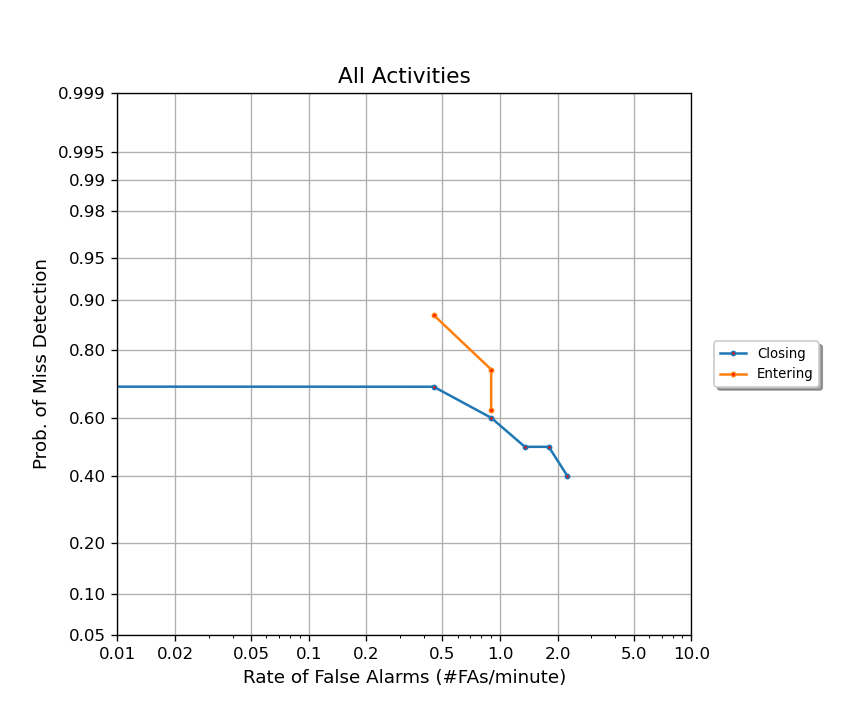 All Activities
0.999
0.995
0.99
0.98
0.95
0.90
0.80
0.60
0.40
0.20
0.10
0.05
Prob. of Miss Detection
0.01 0.02 0.05 0.1 0.2 0.5 1.0 2.0 5.0 10.0
Rate of False Alarms (#FAs/minute)
Closing
Entering